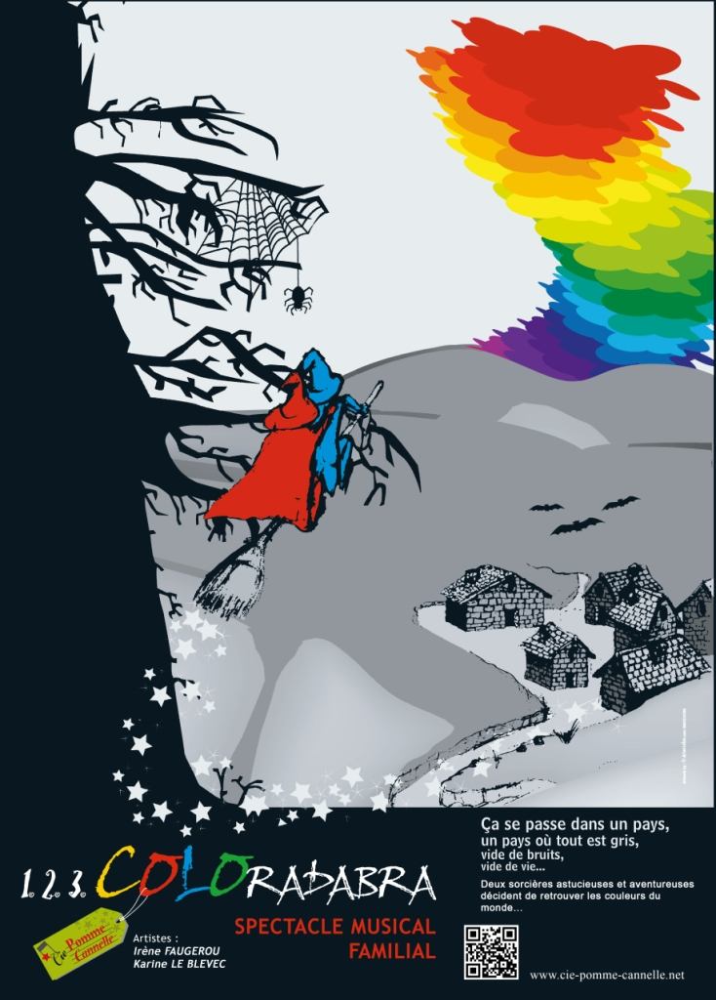 Ça se passe dans un pays,
un pays où tout est gris,
vide de bruits,
vide de vie...
Deux sorcières astucieuses et aventureuses
décident de retrouver les couleurs du
monde...
1. 2. 3. COLORADABRA
SPECTACLE MUSICAL
FAMILIAL
Cie Pomme
Cannelle
Artistes :
Irène FAUGEROU
Karine LE BLEVEC
www.cie-pomme-cannelle.net